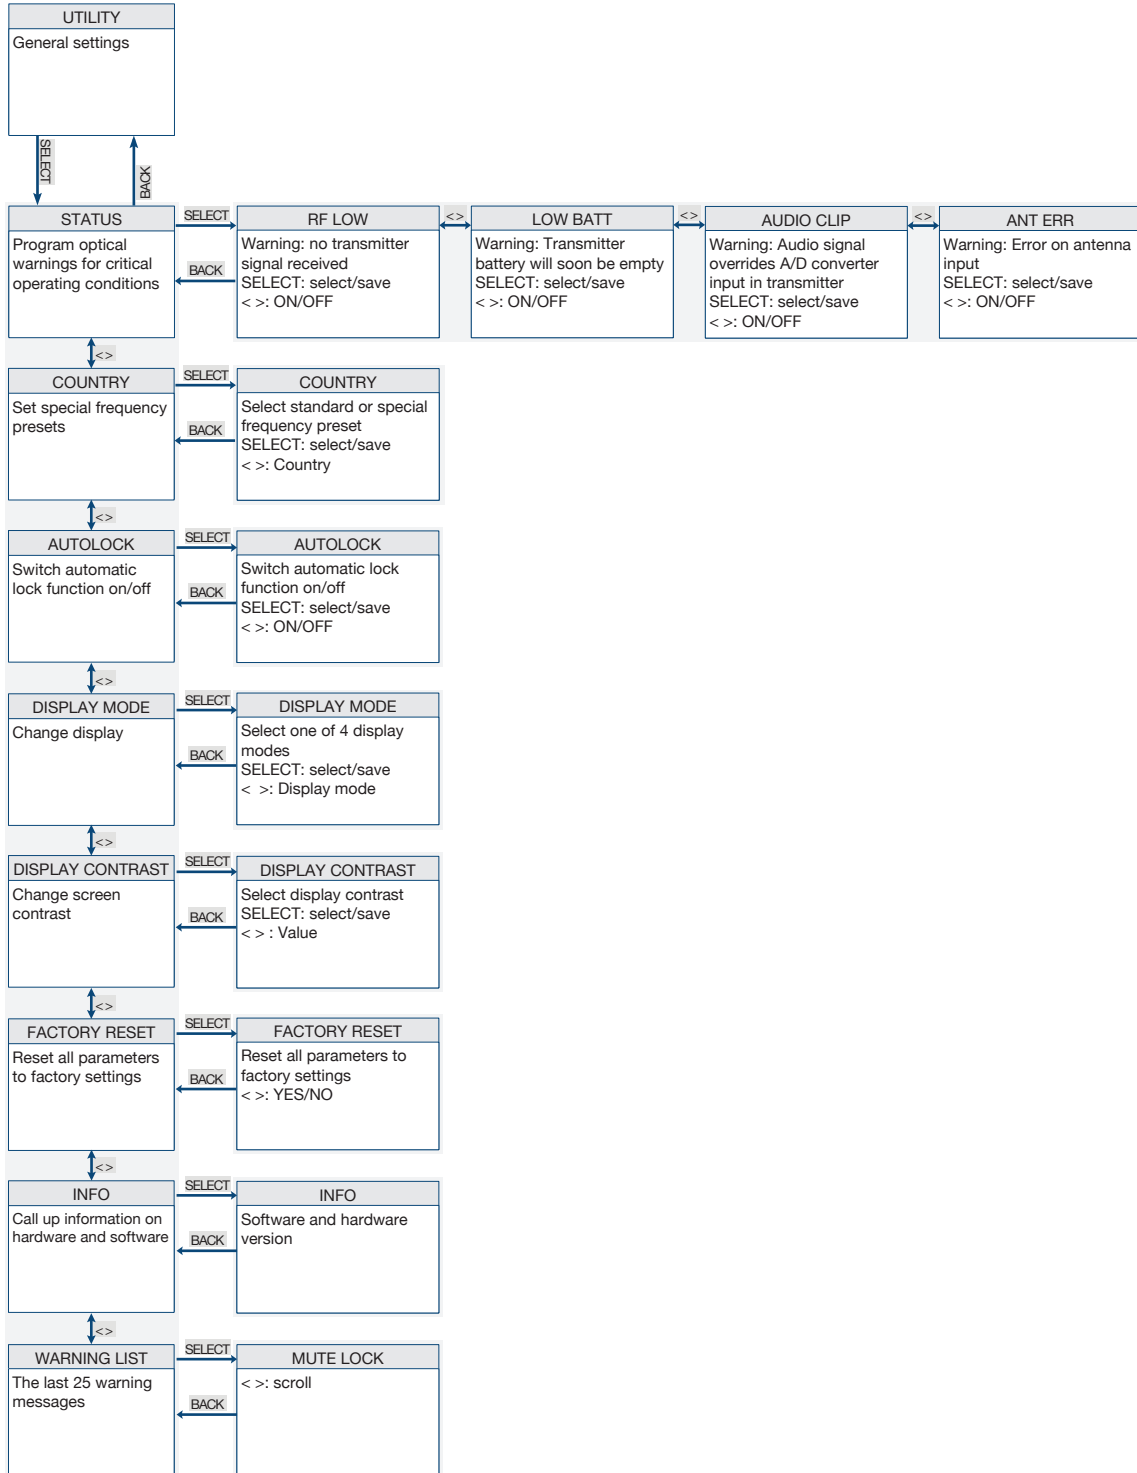 UTILITY
General settings
SELECT
BACK
STATUS
Program optical
warnings for critical
operating conditions
SELECT
BACK
RF LOW
Warning: no transmitter
signal received
SELECT: select/save
< >: ON/OFF
< >
LOW BATT
Warning: Transmitter
battery will soon be empty
SELECT: select/save
< >: ON/OFF
< >
AUDIO CLIP
Warning: Audio signal
overrides A/D converter
input in transmitter
SELECT: select/save
< >: ON/OFF
< >
ANT ERR
Warning: Error on antenna
input
SELECT: select/save
< >: ON/OFF
< >
COUNTRY
Set special frequency
presets
SELECT
BACK
COUNTRY
Select standard or special
frequency preset
SELECT: select/save
< >: Country
< >
AUTOLOCK
Switch automatic
lock function on/off
SELECT
BACK
AUTOLOCK
Switch automatic lock
function on/off
SELECT: select/save
< >: ON/OFF
< >
DISPLAY MODE
Change display
SELECT
BACK
DISPLAY MODE
Select one of 4 display
modes
SELECT: select/save
< >: Display mode
< >
DISPLAY CONTRAST
Change screen
contrast
SELECT
BACK
DISPLAY CONTRAST
Select display contrast
SELECT: select/save
< > : Value
< >
FACTORY RESET
Reset all parameters
to factory settings
SELECT
BACK
FACTORY RESET
Reset all parameters to
factory settings
< >: YES/NO
< >
INFO
Call up information on
hardware and software
SELECT
BACK
INFO
Software and hardware
version
< >
WARNING LIST
The last 25 warning
messages
SELECT
BACK
MUTE LOCK
< >: scroll